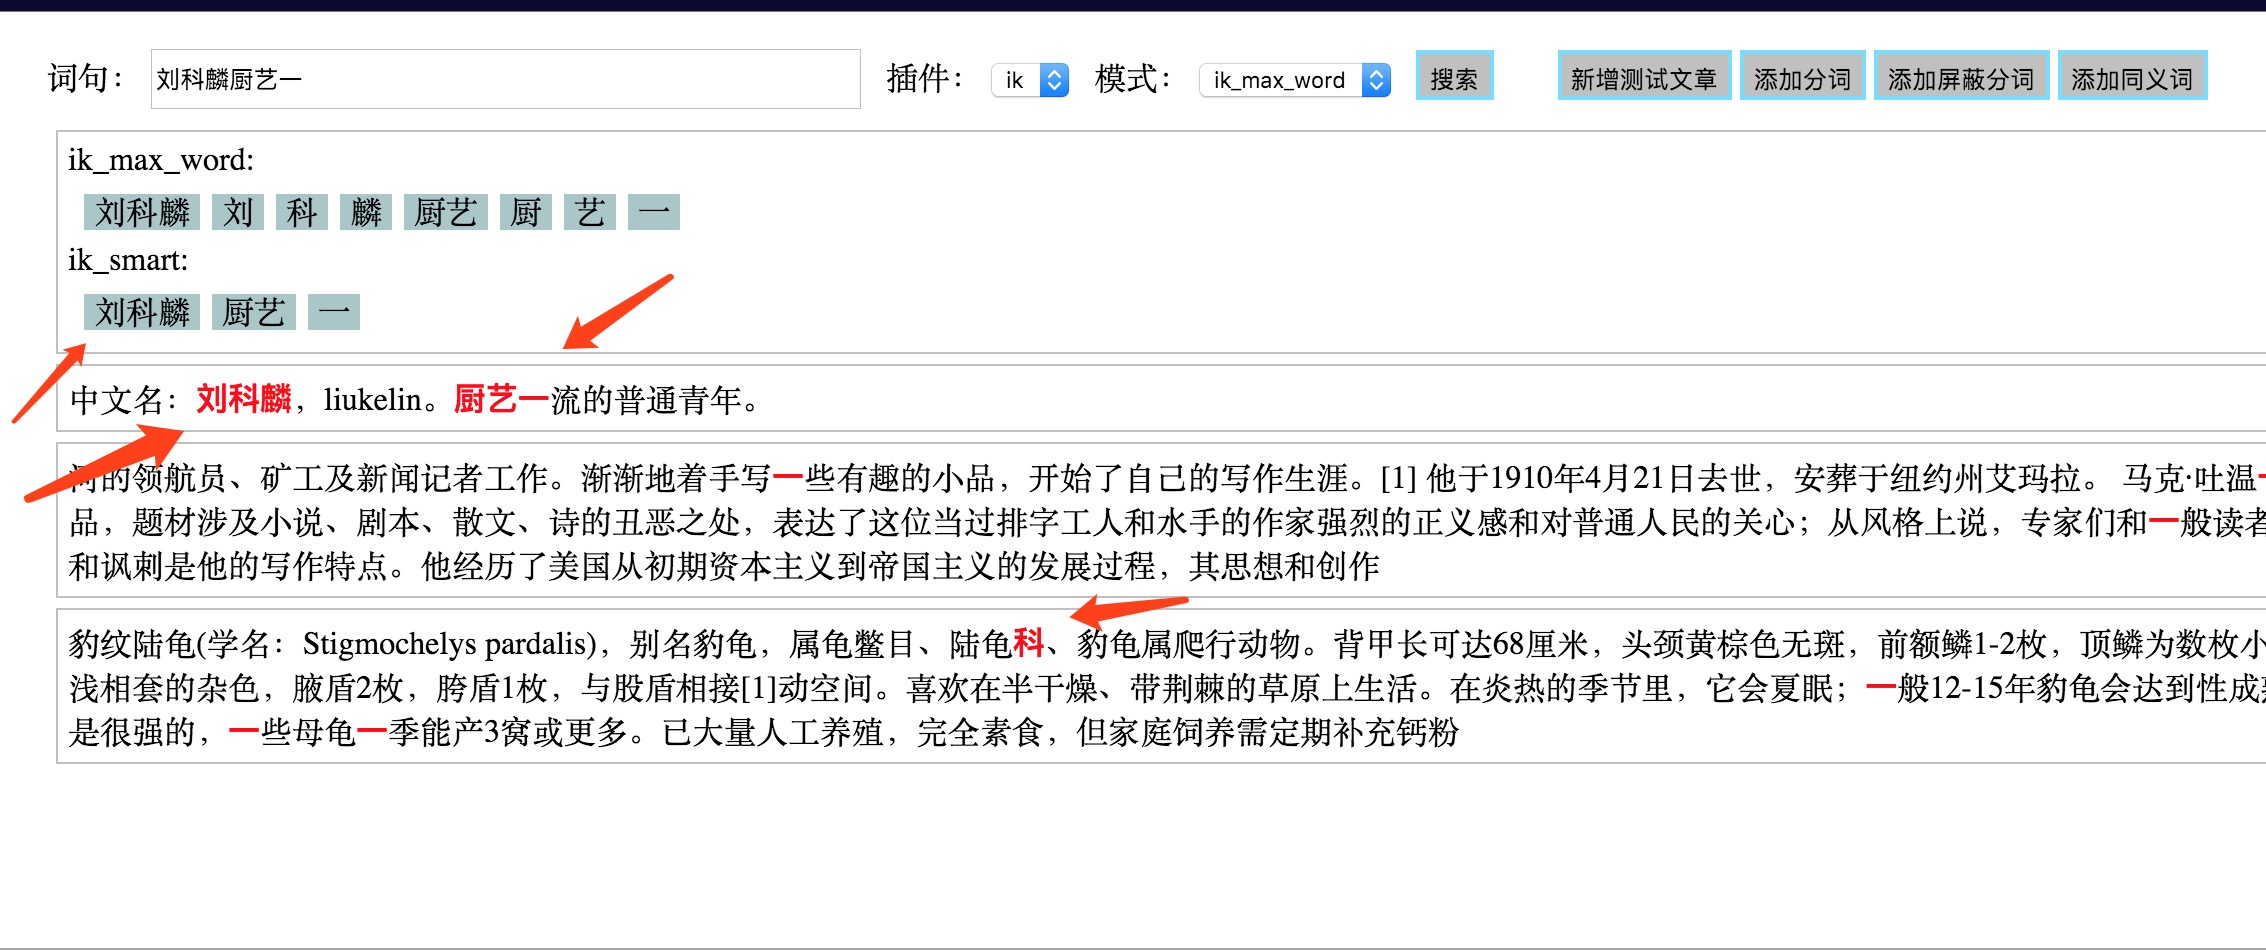 词句： 刘科麟厨艺一 插件： ik 模式： ik_max_word 搜索 新增测试文章 添加分词 添加屏蔽分词 添加同义词
ik_max_word:
刘科麟 刘 科 麟 厨艺 厨 艺 一
ik_smart:
刘科麟 厨艺 一
中文名：刘科麟，liukelin。厨艺一流的普通青年。
的领航员、矿工及新闻记者工作。渐渐地着手写一些有趣的小品，开始了自己的写作生涯。[1] 他于1910年4月21日去世，安葬于纽约州艾玛拉。 马克·吐温一
品，题材涉及小说、剧本、散文、诗的丑恶之处，表达了这位当过排字工人和水手的作家强烈的正义感和对普通人民的关心；从风格上说，专家们和一般读者
和讽刺是他的写作特点。他经历了美国从初期资本主义到帝国主义的发展过程，其思想和创作
豹纹陆龟(学名：Stigmochelys pardalis)，别名豹龟，属龟鳖目、陆龟科、豹龟属爬行动物。背甲长可达68厘米，头颈黄棕色无斑，前额鳞1-2枚，顶鳞为数枚小
浅相套的杂色，腋盾2枚，胯盾1枚，与股盾相接[1]动空间。喜欢在半干燥、带荆棘的草原上生活。在炎热的季节里，它会夏眠；一般12-15年豹龟会达到性成熟
是很强的，一些母龟一季能产3窝或更多。已大量人工养殖，完全素食，但家庭饲养需定期补充钙粉